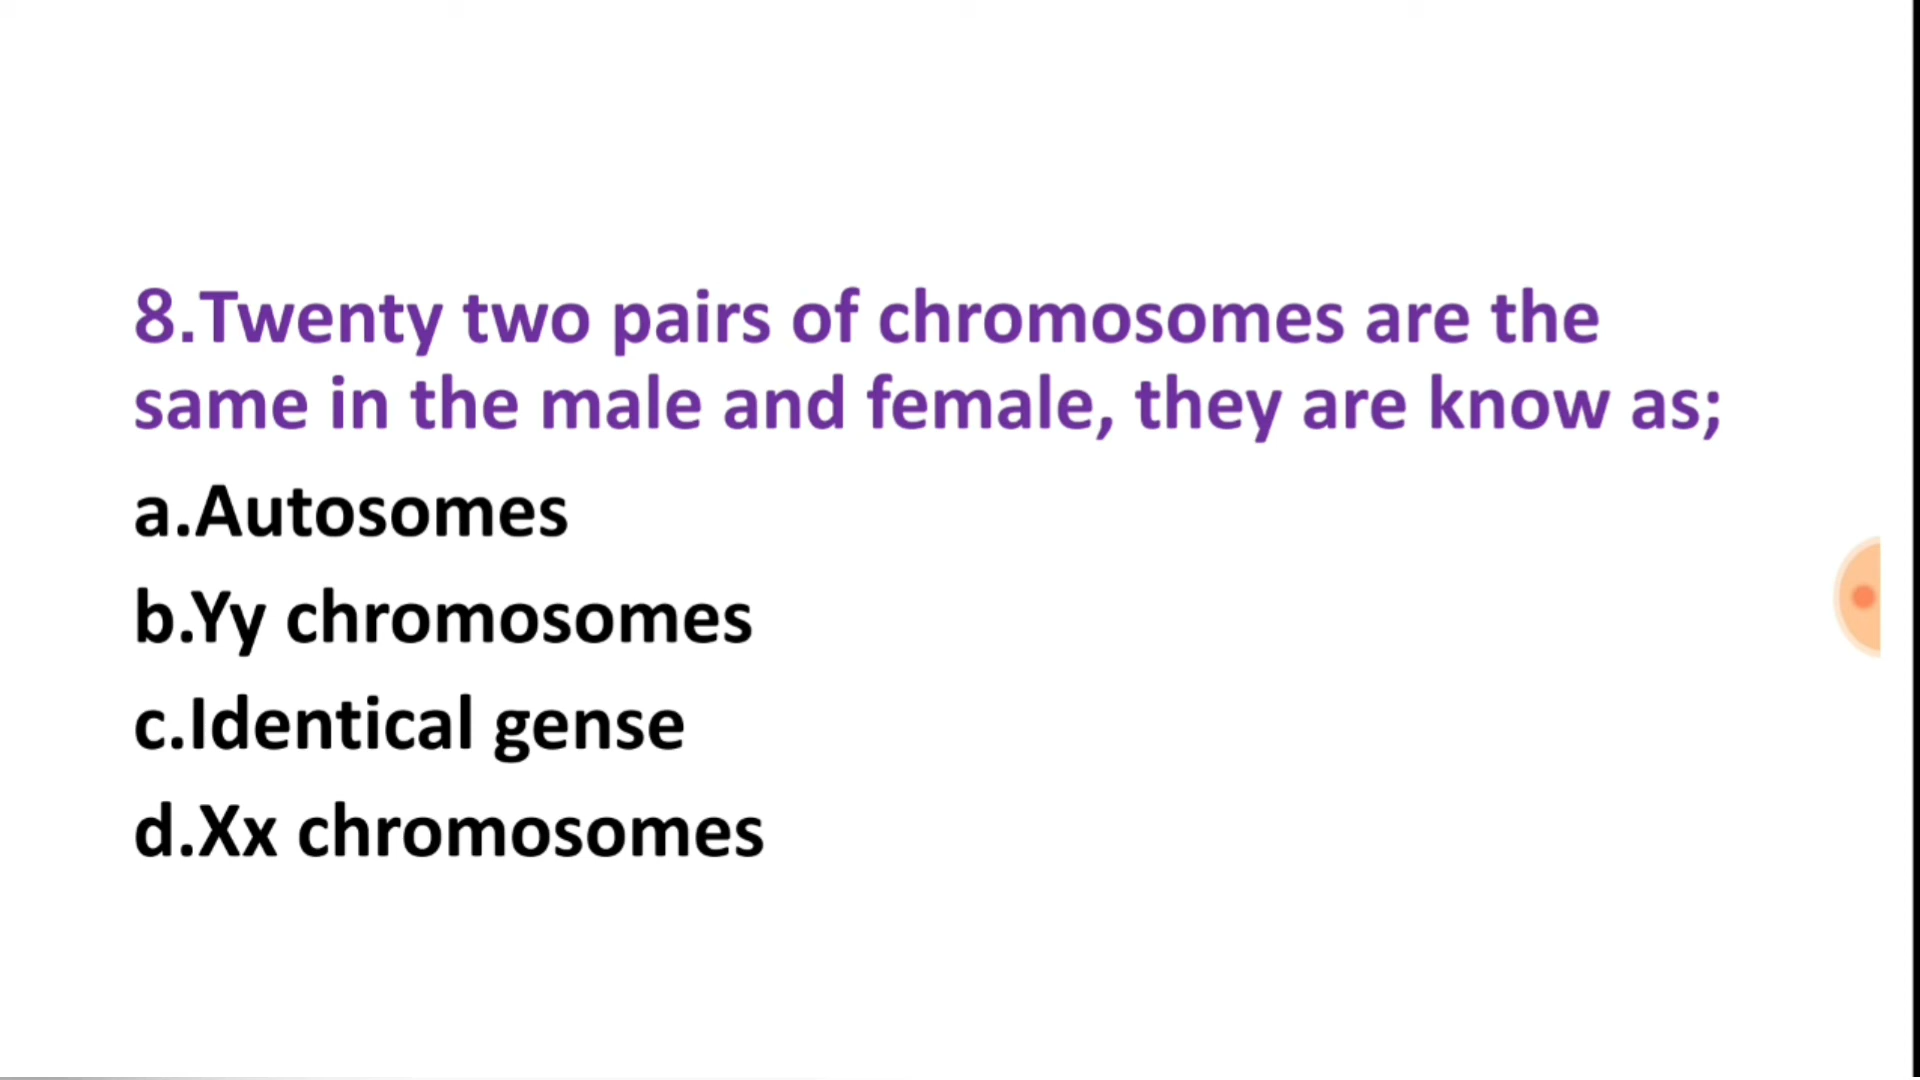 8.Twenty two pairs of chromosomes are the
same in the male and female, they are know as;
a.Autosomes
b.Yy chromosomes
c.Identical gense
d.Xx chromosomes